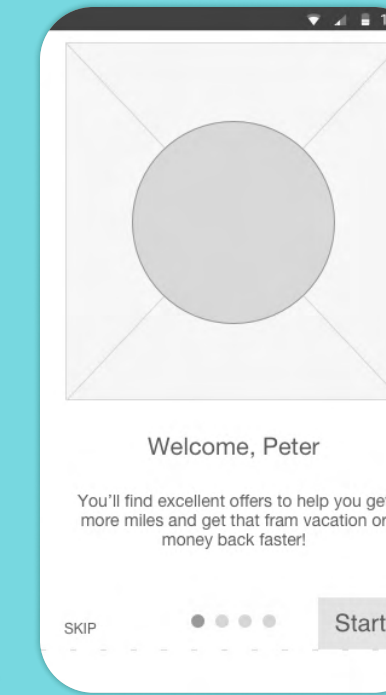 Welcome, Peter
You'll find excellent offers to help you get
more miles and get that fram vacation or
money back faster!
SKIP
Start